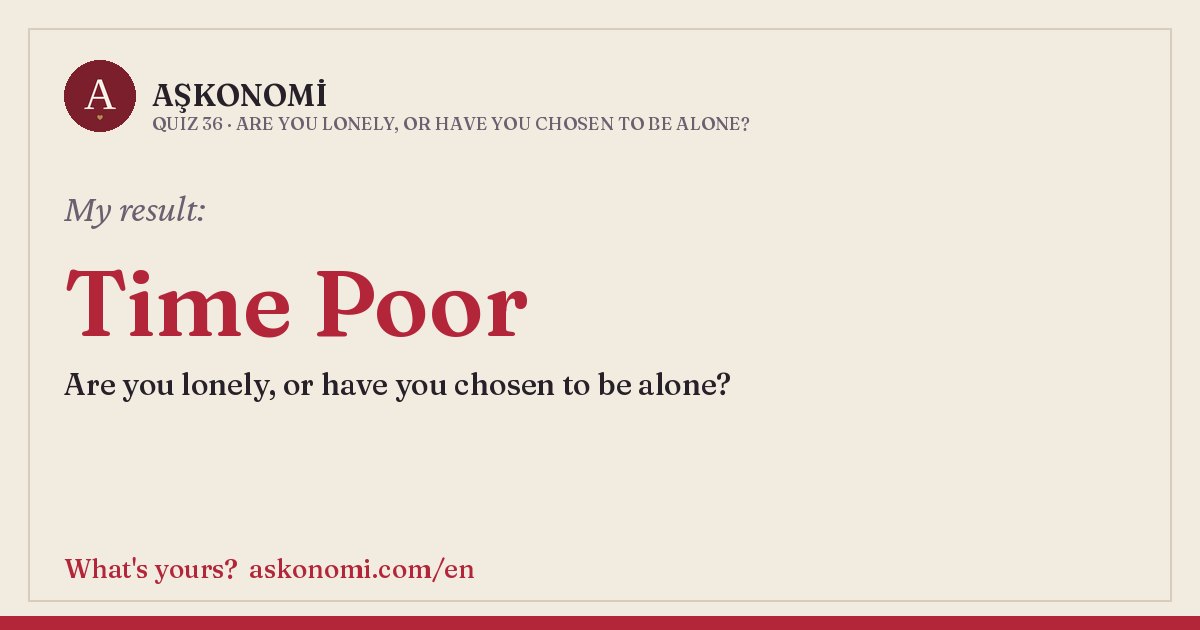 A
AŞKONOMİ
QUIZ 36 · ARE YOU LONELY, OR HAVE YOU CHOSEN TO BE ALONE?
My result:
Time Poor
Are you lonely, or have you chosen to be alone?
What's yours? askonomi.com/en